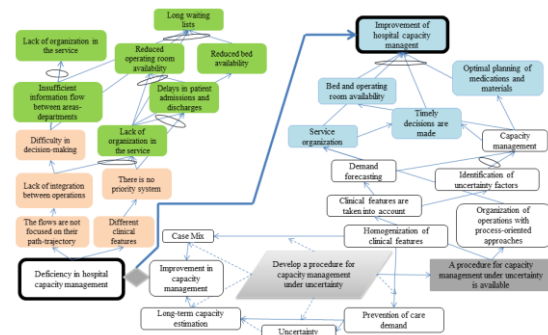 Long waiting
lists
Lack of organization in
the service
Reduced
operating room
availability
Reduced bed
availability
Insufficient
information flow
between areas-
departments
Delays in patient
admissions and
discharges
Difficulty in
decision-making
Lack of
organization in
the service
Lack of integration
between operations
There is no
priority system
The flows are not
focused on their
path-trajectory
Different
clinical
features
Deficiency in hospital
capacity management
Improvement of
hospital capacity
managent
Optimal planning of
medications and
materials
Bed and operating
room availability
Timely
decisions are
made
Service
organization
Capacity
management
Demand
forecasting
Identification of
uncertainty factors
Clinical features
are taken into
account
Organization of
operations with
process-oriented
approaches
Homogenization of
clinical features
Case Mix
Improvement in
capacity
management
Develop a procedure for
capacity management
under uncertainty
A procedure for capacity
management under uncertainty
is available
Long-term capacity
estimation
Prevention of care
demand
Uncertainty